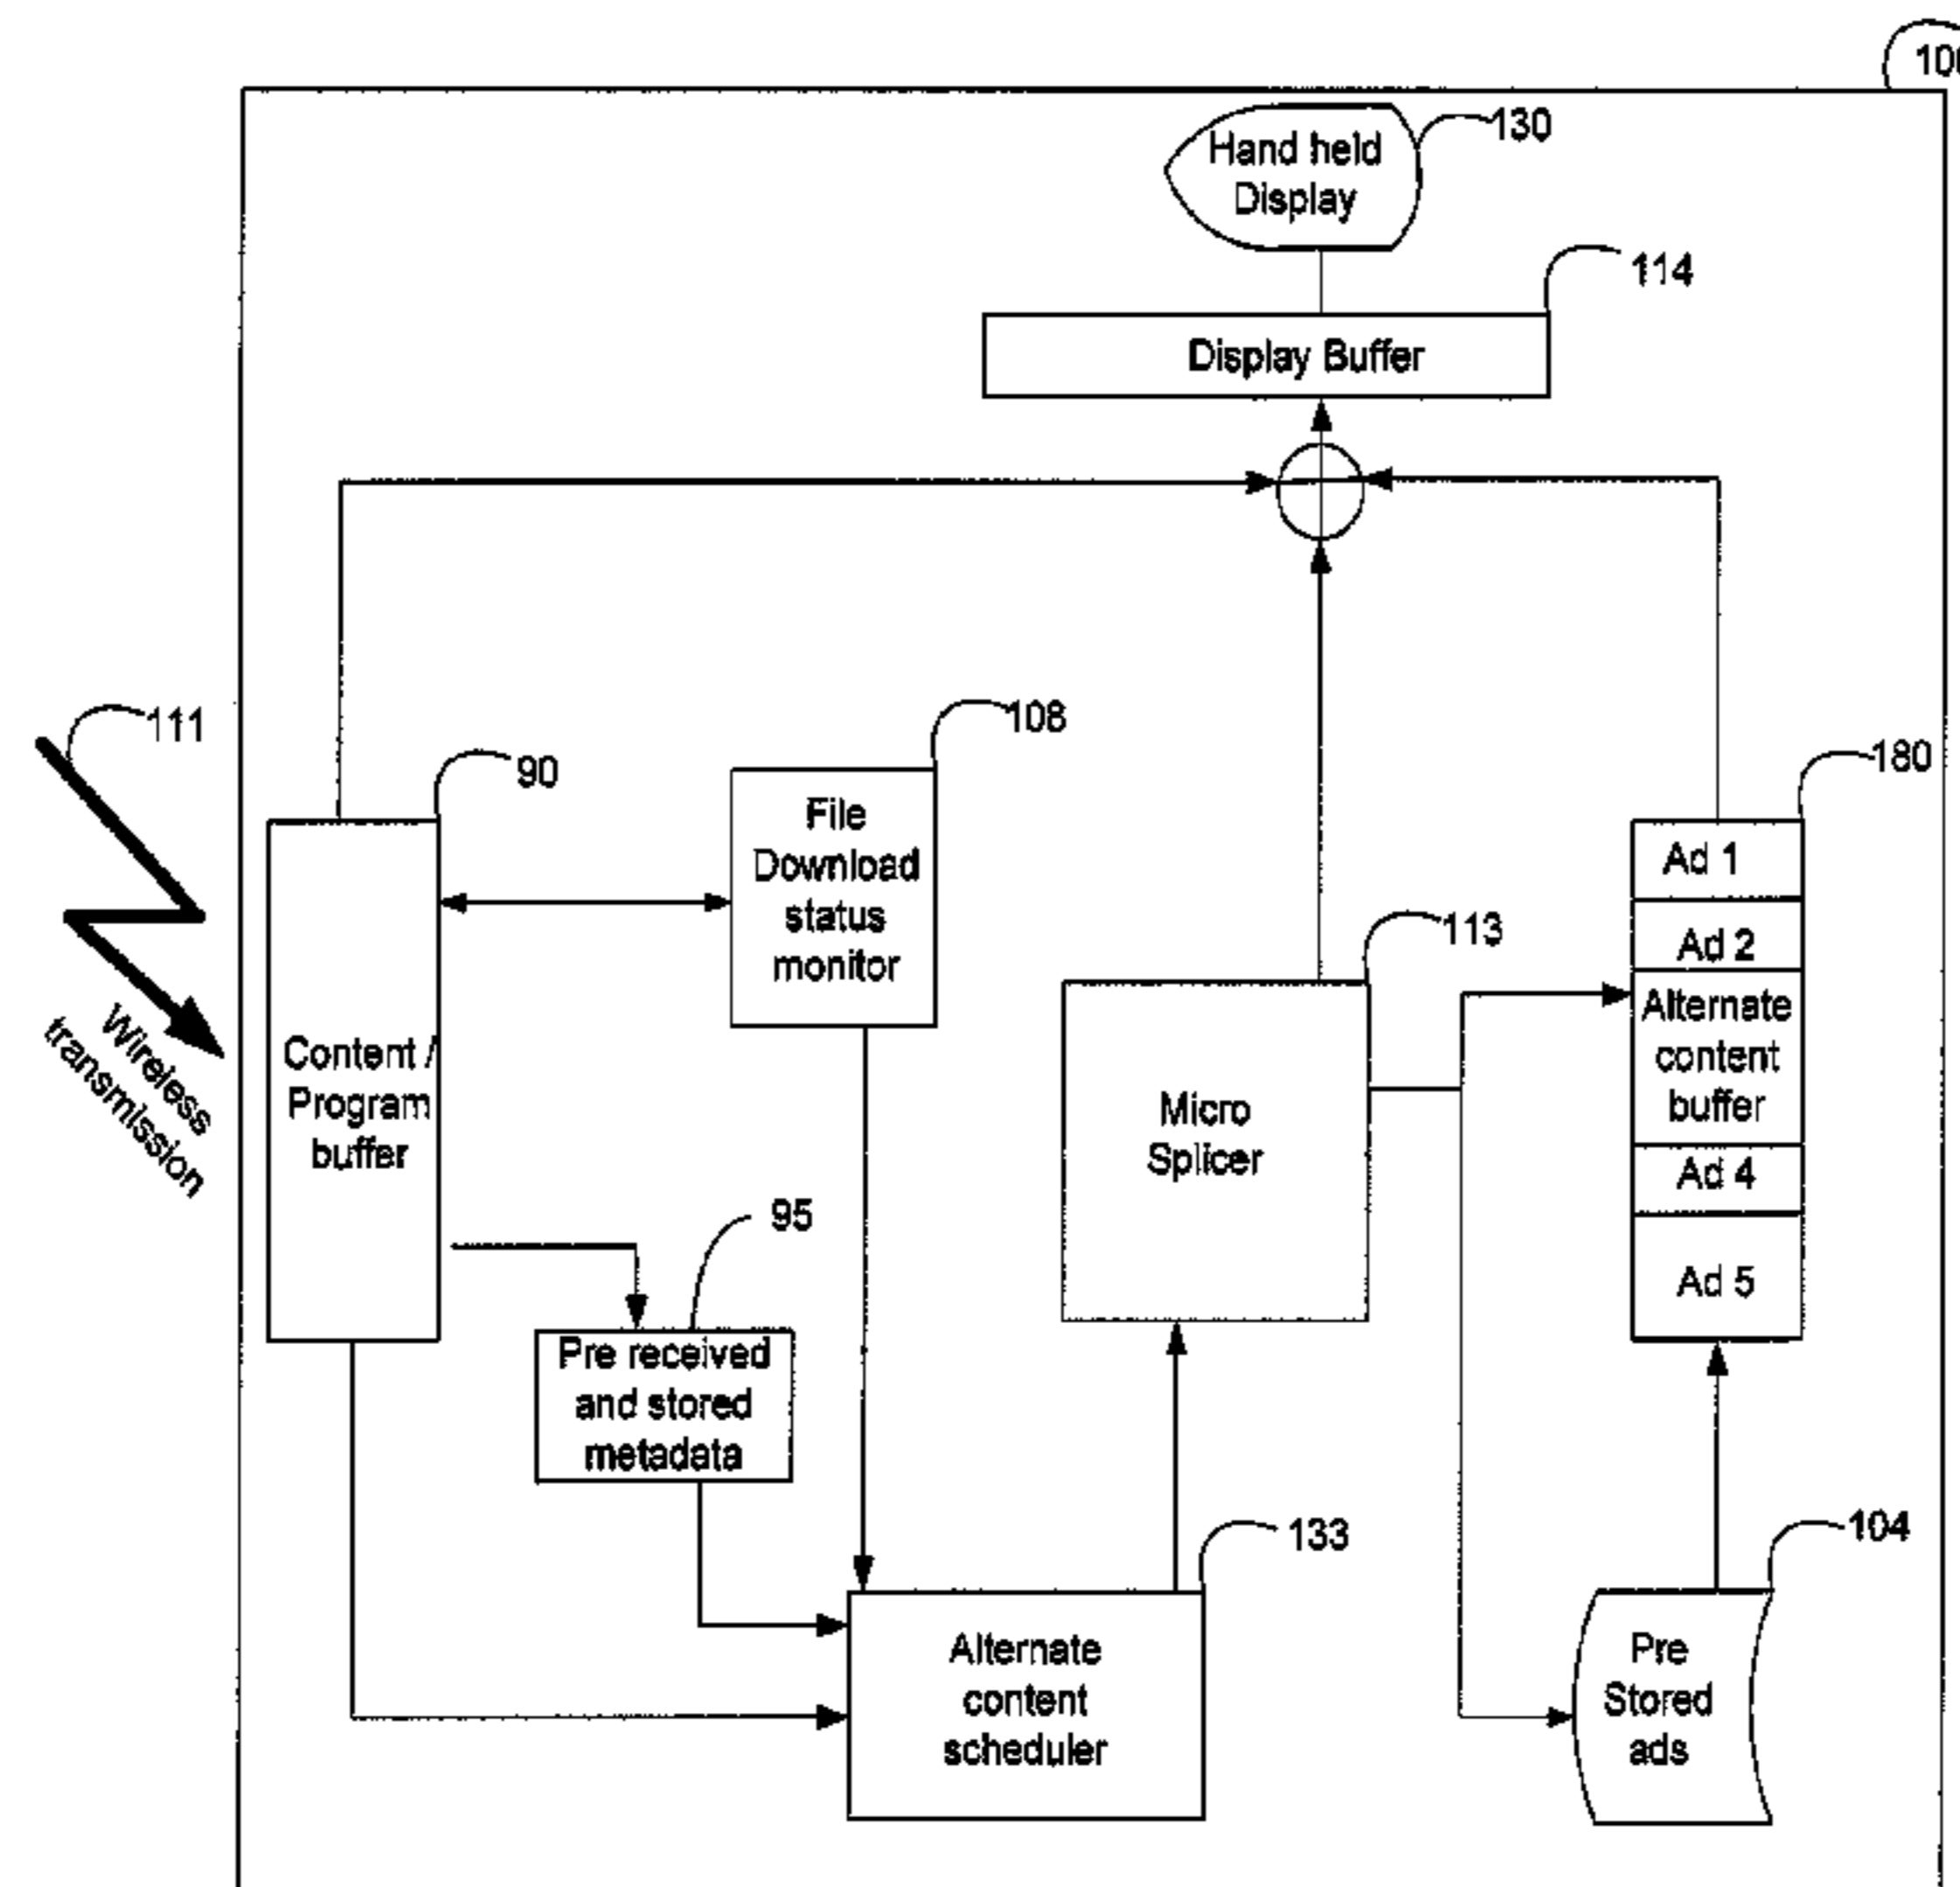 Hand held
Display
130
114
Display Buffer
111
90
108
File
Download
status
monitor
180
Ad 1
Ad 2
Alternate
content
buffer
Ad 4
Ad 5
113
Micro
Splicer
Wireless
transmission
Content /
Program
buffer
95
Pre received
and stored
metadata
133
Alternate
content
scheduler
104
Pre
Stored
ads